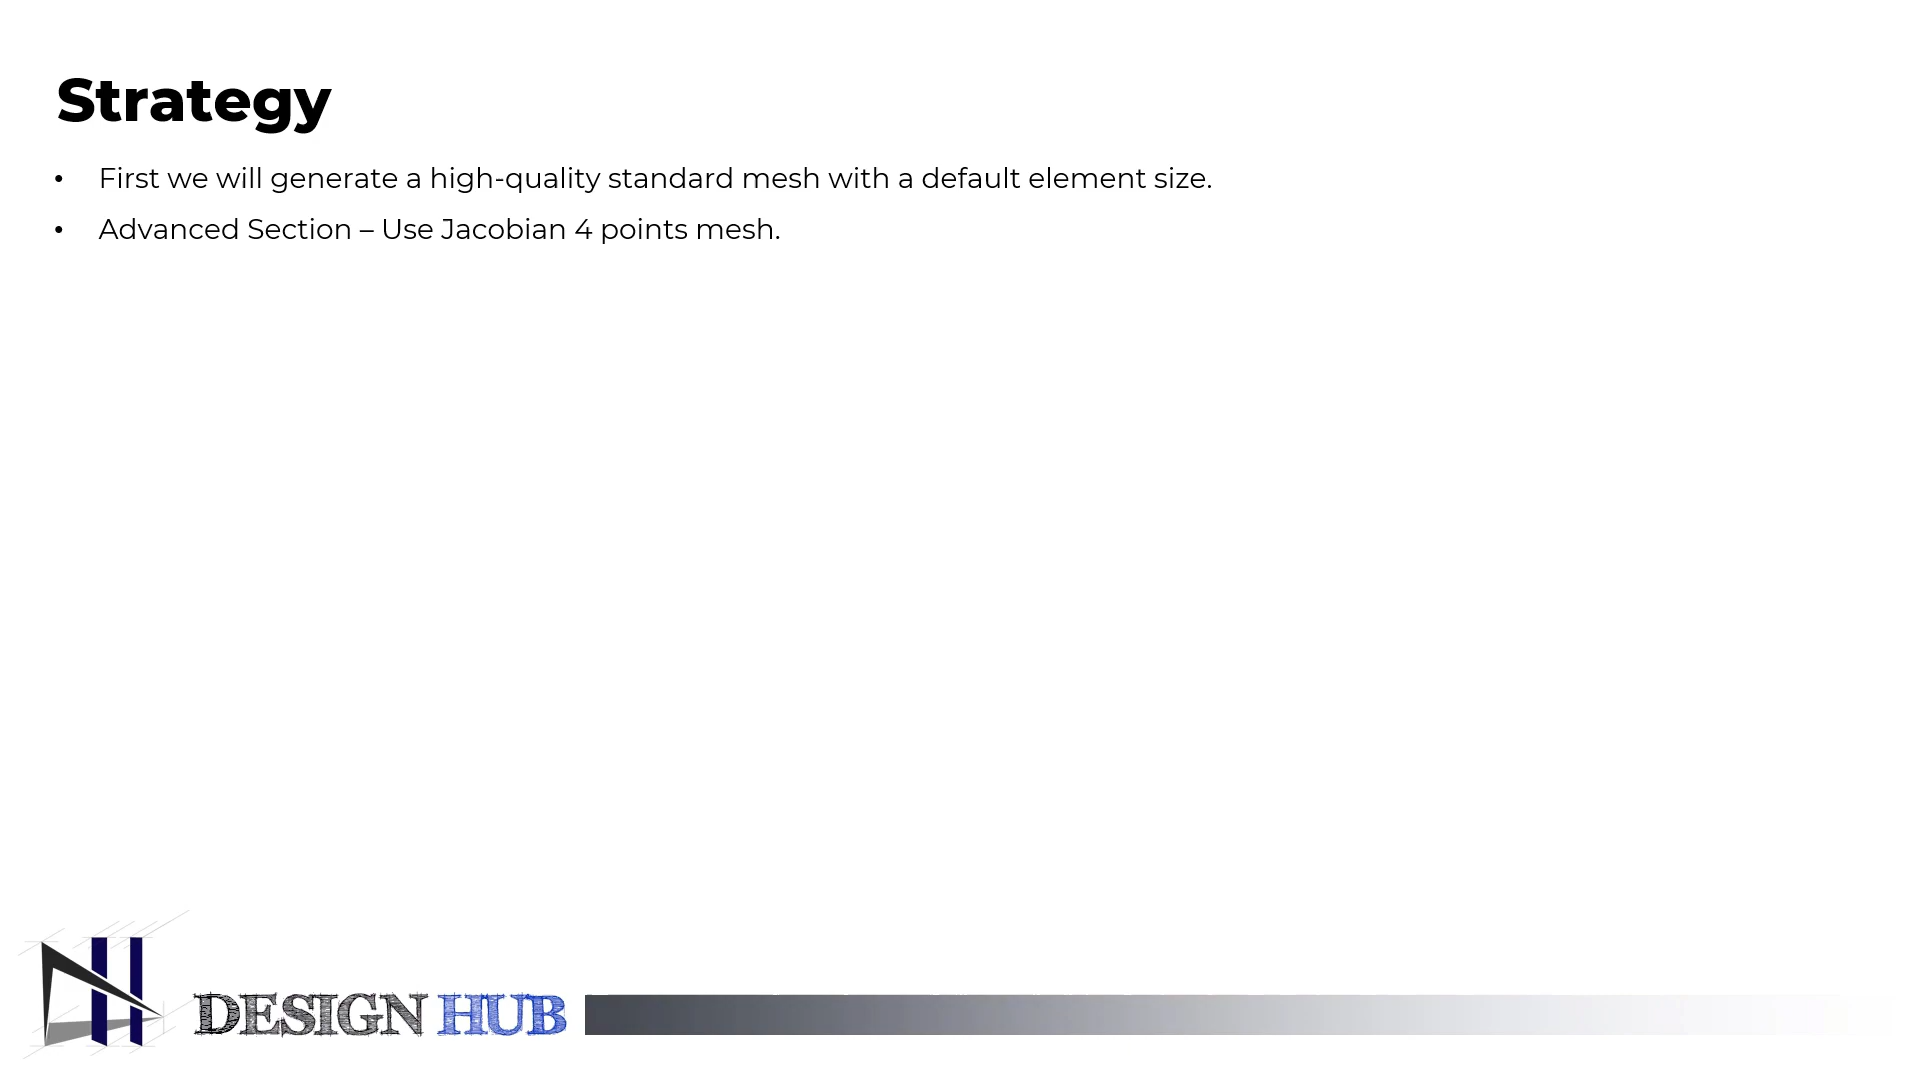 Strategy
• First we will generate a high-quality standard mesh with a default element size.
• Advanced Section – Use Jacobian 4 points mesh.
DESIGN HUB